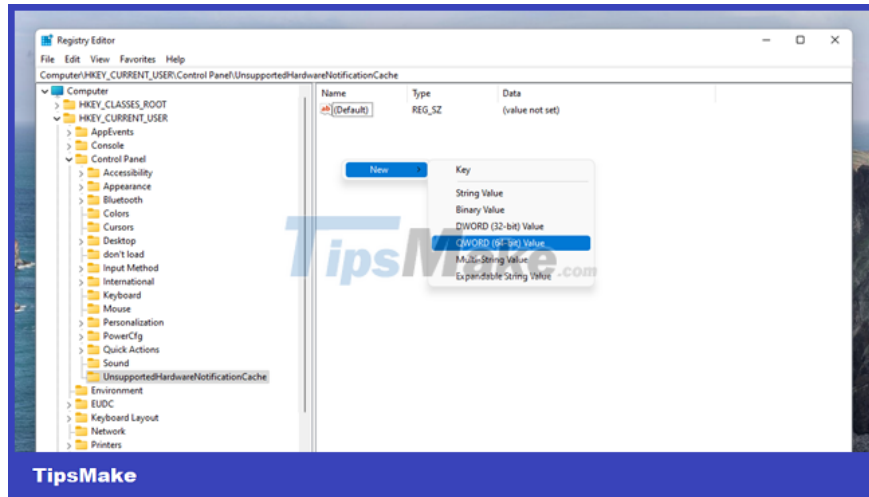 Registry Editor
File Edit View Favorites Help
Computer\HKEY_CURRENT_USER\Control Panel\UnsupportedHardwareNotificationCache
Computer
HKEY_CLASSES_ROOT
HKEY_CURRENT_USER
AppEvents
Console
Control Panel
Accessibility
Appearance
Bluetooth
Colors
Cursors
Desktop
don't load
Input Method
International
Keyboard
Mouse
Personalization
PowerCfg
Quick Actions
Sound
UnsupportedHardwareNotificationCache
Environment
EUDC
Keyboard Layout
Network
Printers
Name Type Data
ab (Default) REG_SZ (value not set)
New
Key
String Value
Binary Value
DWORD (32-bit) Value
QWORD (64-bit) Value
Multi-String Value
Expandable String Value
TipsMake.com
TipsMake